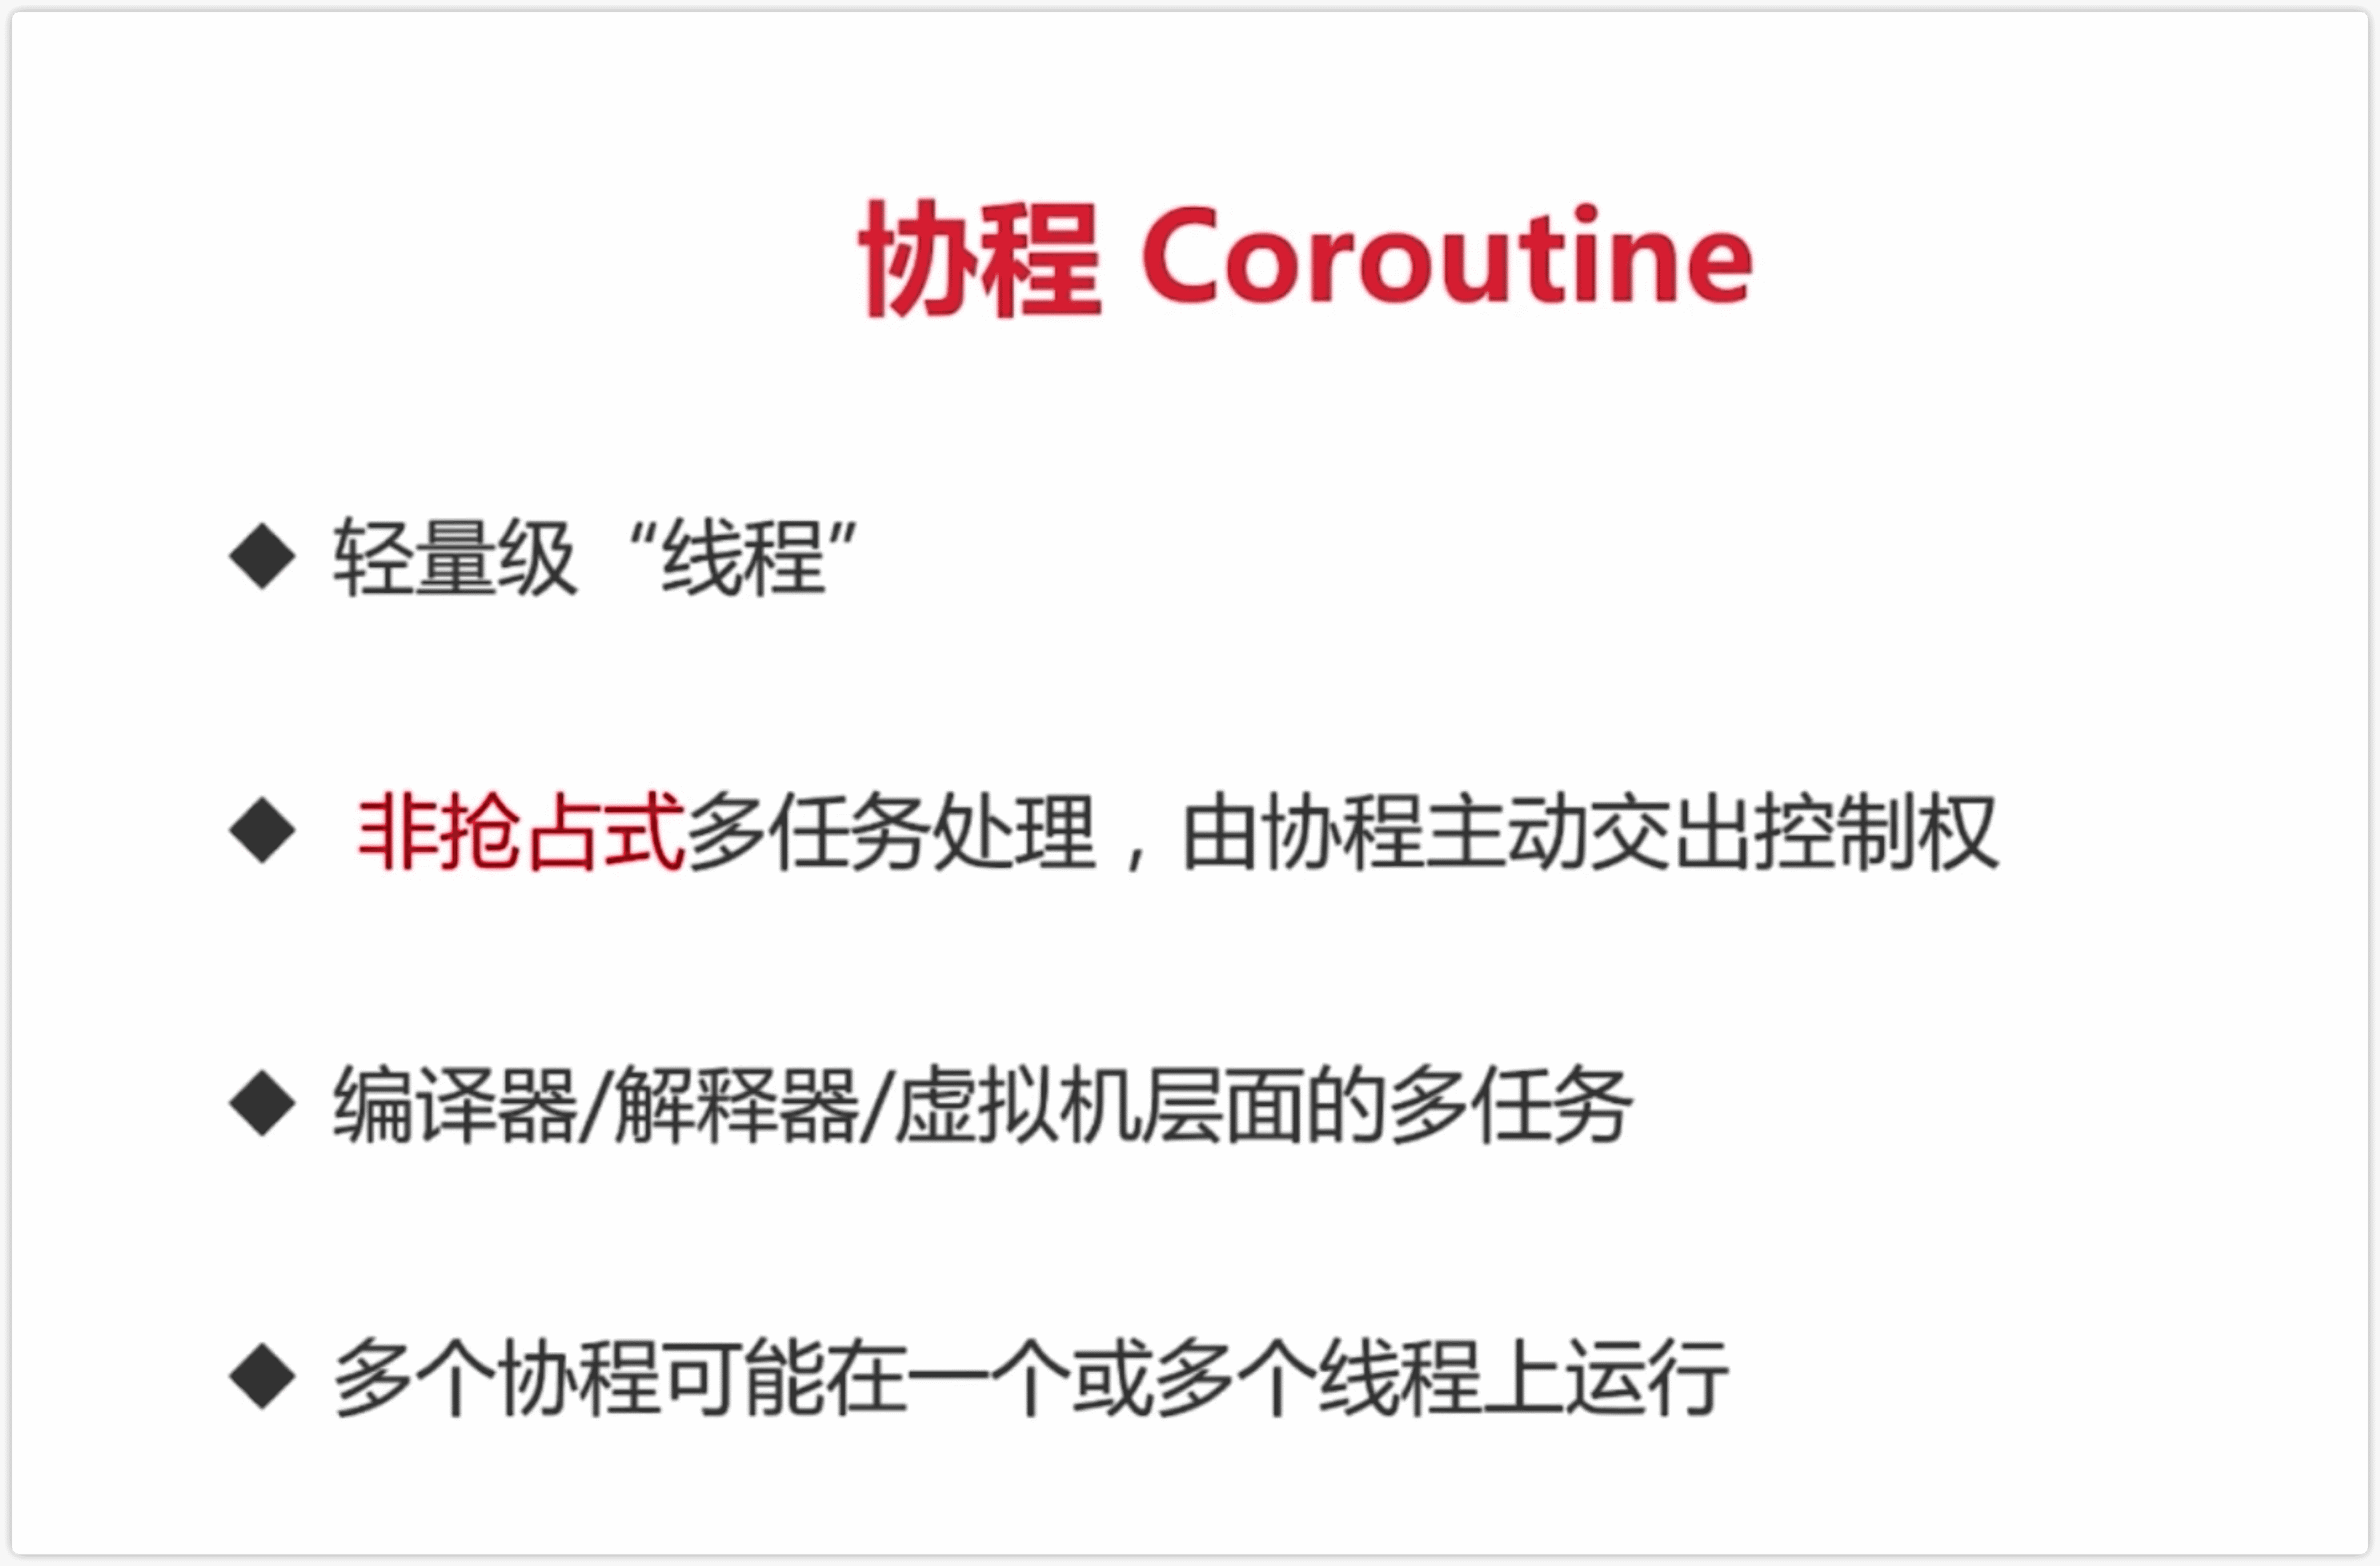 协程 Coroutine
◆ 轻量级 “线程”
◆ 非抢占式多任务处理，由协程主动交出控制权
◆ 编译器/解释器/虚拟机层面的多任务
◆ 多个协程可能在一个或多个线程上运行